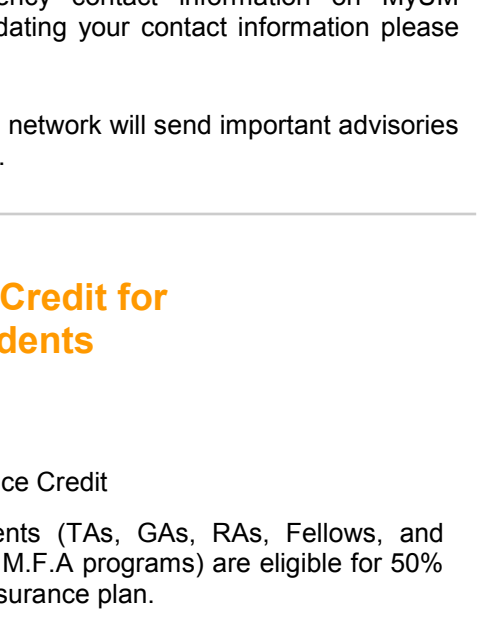 contact information on MyUM
dating your contact information please
network will send important advisories
.
Credit for
dents
ce Credit
ents (TAs, GAs, RAs, Fellows, and
M.F.A programs) are eligible for 50%
surance plan.